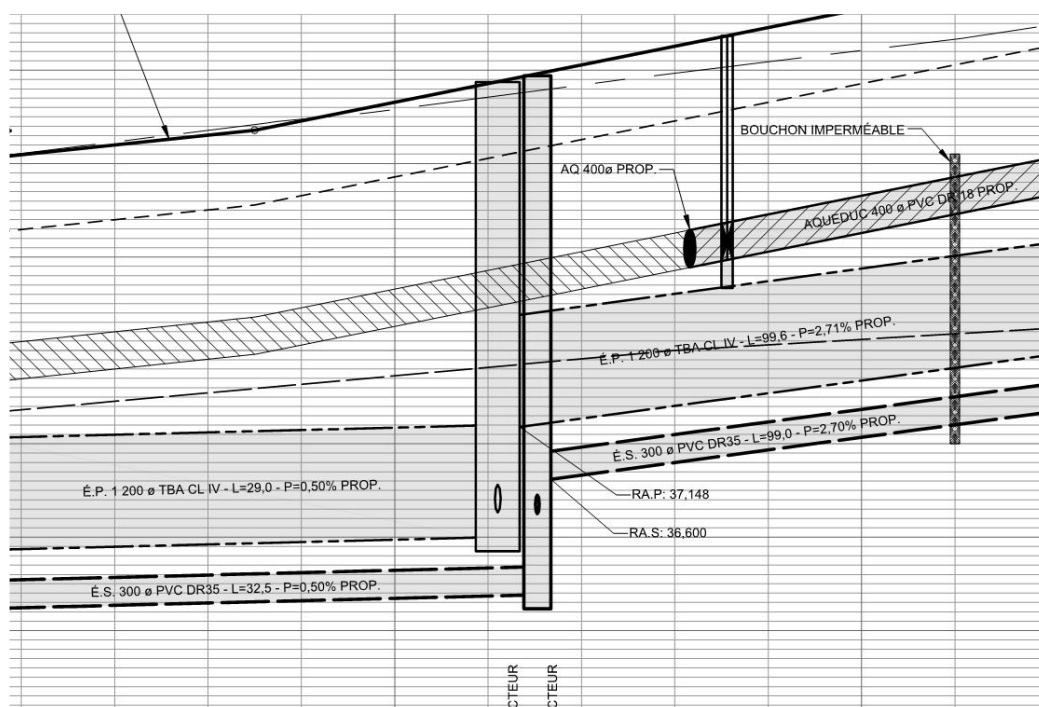 BOUCHON IMPERMÉABLE
AQ 400ø PROP.
AQUEDUC 400 ø PVC DR 18 PROP.
É.P. 1 200 ø TBA CL IV - L=99,6 - P=2,71% PROP.
É.S. 300 ø PVC DR35 - L=99,0 - P=2,70% PROP.
É.P. 1 200 ø TBA CL IV - L=29,0 - P=0,50% PROP.
RA.P: 37,148
RA.S: 36,600
É.S. 300 ø PVC DR35 - L=32,5 - P=0,50% PROP.
CTEUR
CTEUR